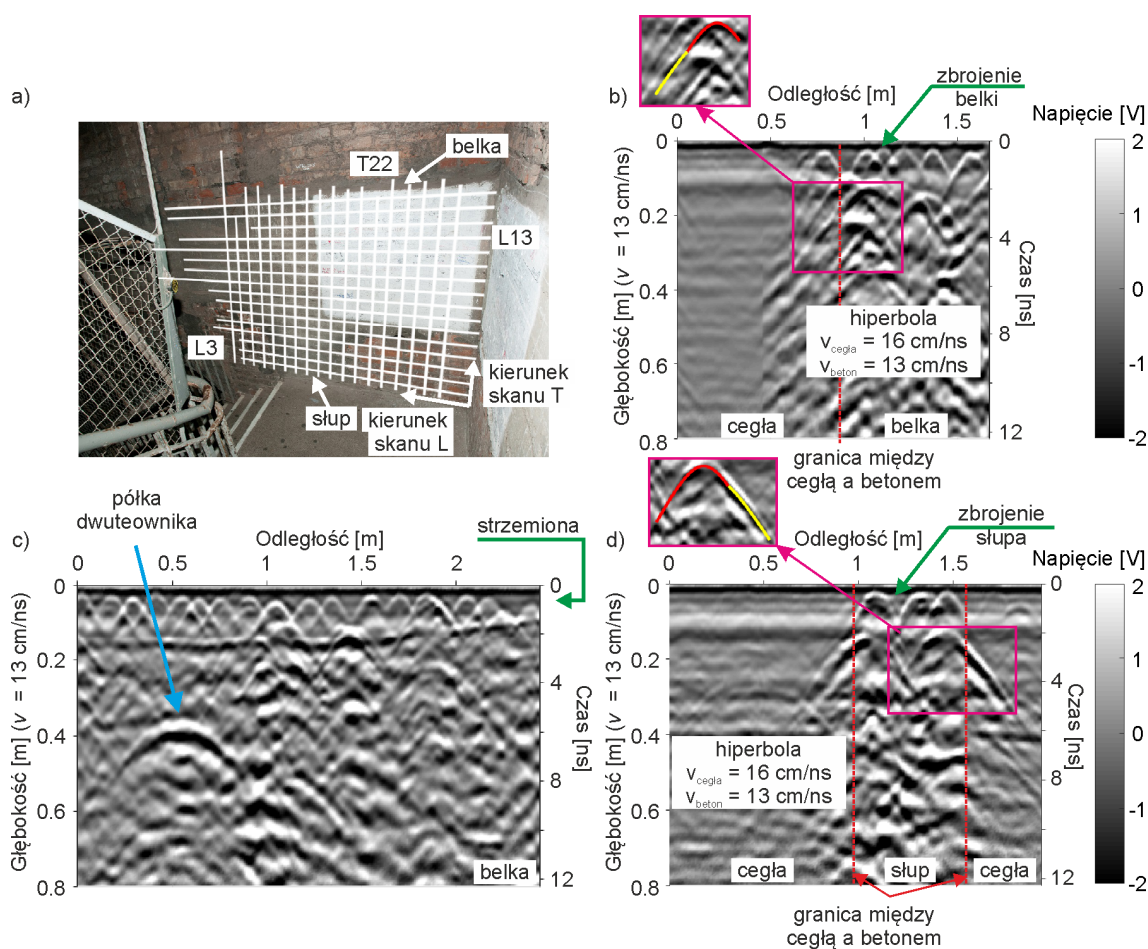 a)
T22
belka
L13
L3
słup
kierunek
skanu L
kierunek
skanu T
b)
Odległość [m]
zbrojenie
belki
Napięcie [V]
0
0.5
1
1.5
0
0.2
0.4
0.6
0.8
Głębokość [m] (v = 13 cm/ns)
0
4
8
12
Czas [ns]
2
1
0
-1
-2
hiperbola
vcegła = 16 cm/ns
vbeton = 13 cm/ns
cegła
belka
granica między
cegłą a betonem
c)
półka
dwuteownika
Odległość [m]
strzemiona
0
0.5
1
1.5
2
0
0.2
0.4
0.6
0.8
Głębokość [m] (v = 13 cm/ns)
0
4
8
12
Czas [ns]
belka
d)
Odległość [m]
zbrojenie
słupa
Napięcie [V]
0
0.5
1
1.5
0
0.2
0.4
0.6
0.8
Głębokość [m] (v = 13 cm/ns)
0
4
8
12
Czas [ns]
2
1
0
-1
-2
hiperbola
vcegła = 16 cm/ns
vbeton = 13 cm/ns
cegła
słup
cegła
granica między
cegłą a betonem